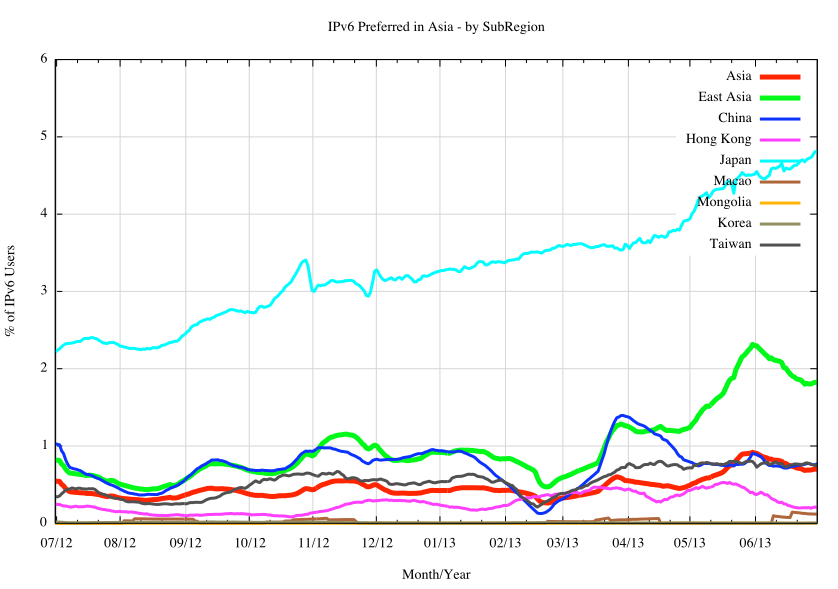 IPv6 Preferred in Asia - by SubRegion
% of IPv6 Users
6
5
4
3
2
1
0
Asia
East Asia
China
Hong Kong
Japan
Macao
Mongolia
Korea
Taiwan
07/12 08/12 09/12 10/12 11/12 12/12 01/13 02/13 03/13 04/13 05/13 06/13
Month/Year